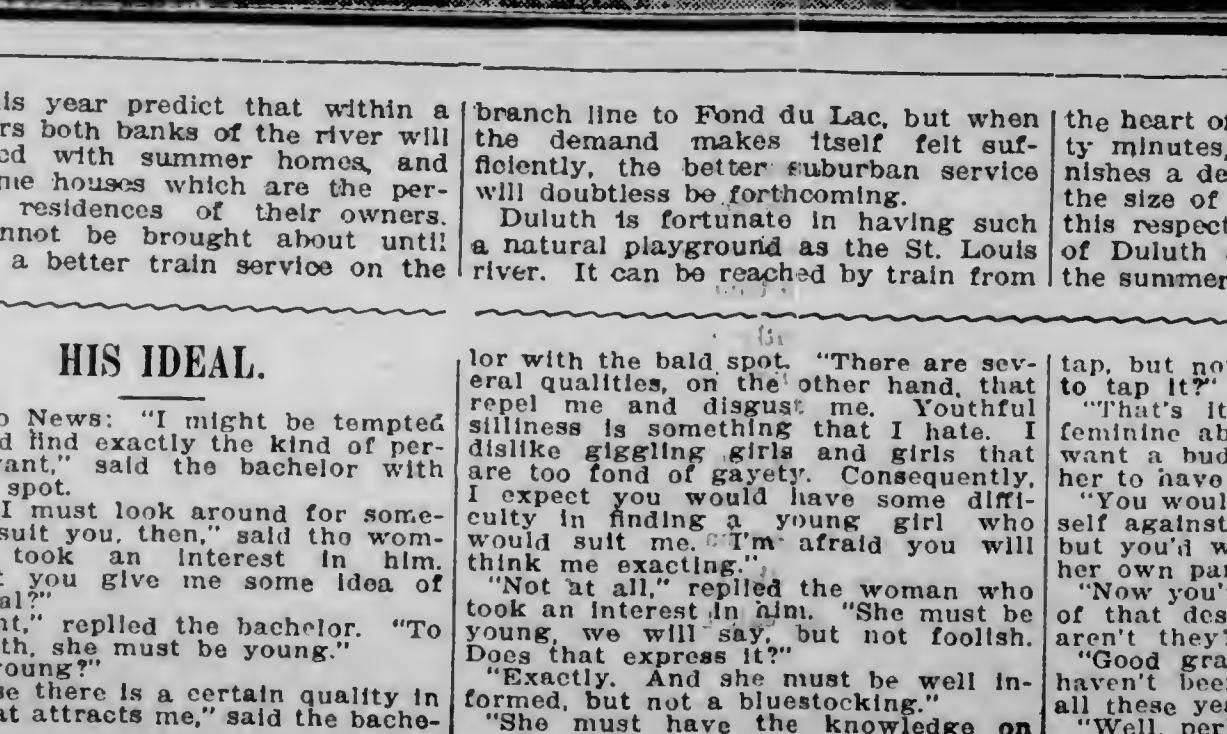 is year predict that within a
rs both banks of the river will
ed with summer homes, and
me houses which are the per-
residences of their owners.
nnot be brought about until
a better train service on the
branch line to Fond du Lac, but when
the demand makes itself felt suf-
ficiently, the better suburban service
will doubtless be forthcoming.
Duluth is fortunate in having such
a natural playground as the St. Louis
river. It can be reached by train from
the heart of
ty minutes,
nishes a de
the size of
this respect
of Duluth
the summer
HIS IDEAL.
o News: "I might be tempted
d find exactly the kind of per-
ant," said the bachelor with
spot.
I must look around for some-
suit you, then," said the wom-
took an interest in him.
t you give me some idea of
al?"
nt," replied the bachelor. "To
th, she must be young."
oung?"
se there is a certain quality in
at attracts me," said the bache-
lor with the bald spot. "There are sev-
eral qualities, on the other hand, that
repel me and disgust me. Youthful
silliness is something that I hate. I
dislike giggling girls and girls that
are too fond of gayety. Consequently,
I expect you would have some diffi-
culty in finding a young girl who
would suit me. I'm afraid you will
think me exacting."
"Not at all," replied the woman who
took an interest in him. "She must be
young, we will say, but not foolish.
Does that express it?"
"Exactly. And she must be well in-
formed, but not a bluestocking."
"She must have the knowledge on
tap, but no
to tap it?"
"That's it
feminine ab
want a bud
her to have
"You woul
self against
but you'd w
her own par
"Now you'
of that des
aren't they
"Good gra
haven't bee
all these ye
"Well, per